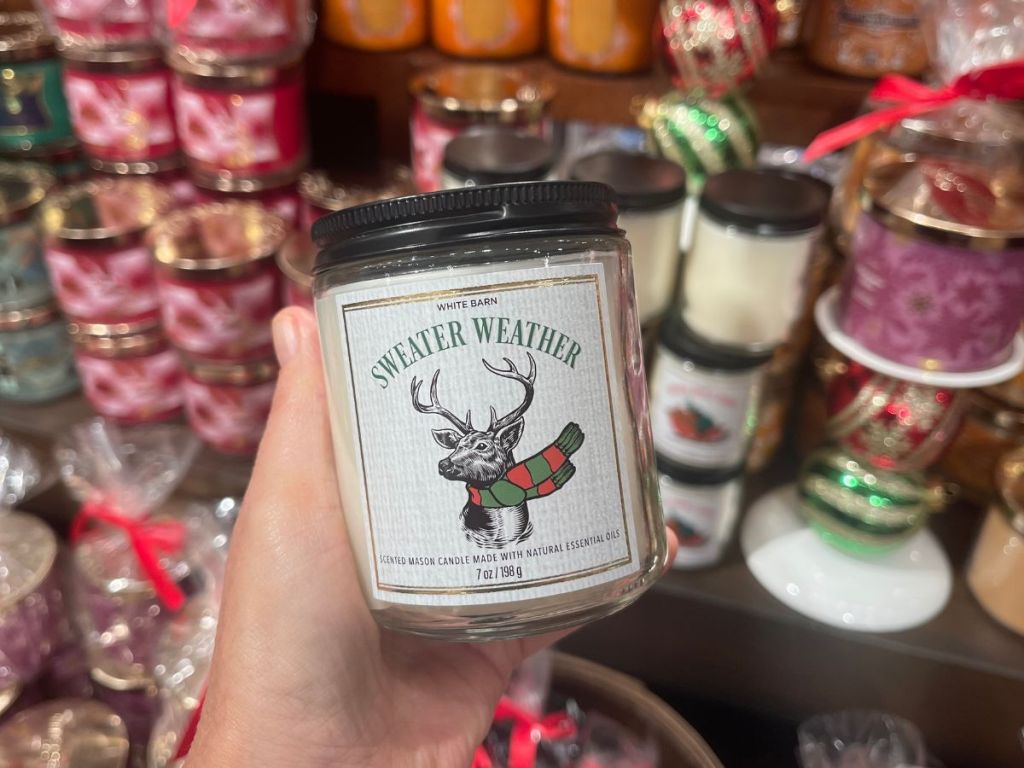 WHITE BARN
SWEATER WEATHER
SCENTED MASON CANDLE MADE WITH NATURAL ESSENTIAL OILS
7 oz / 198 g